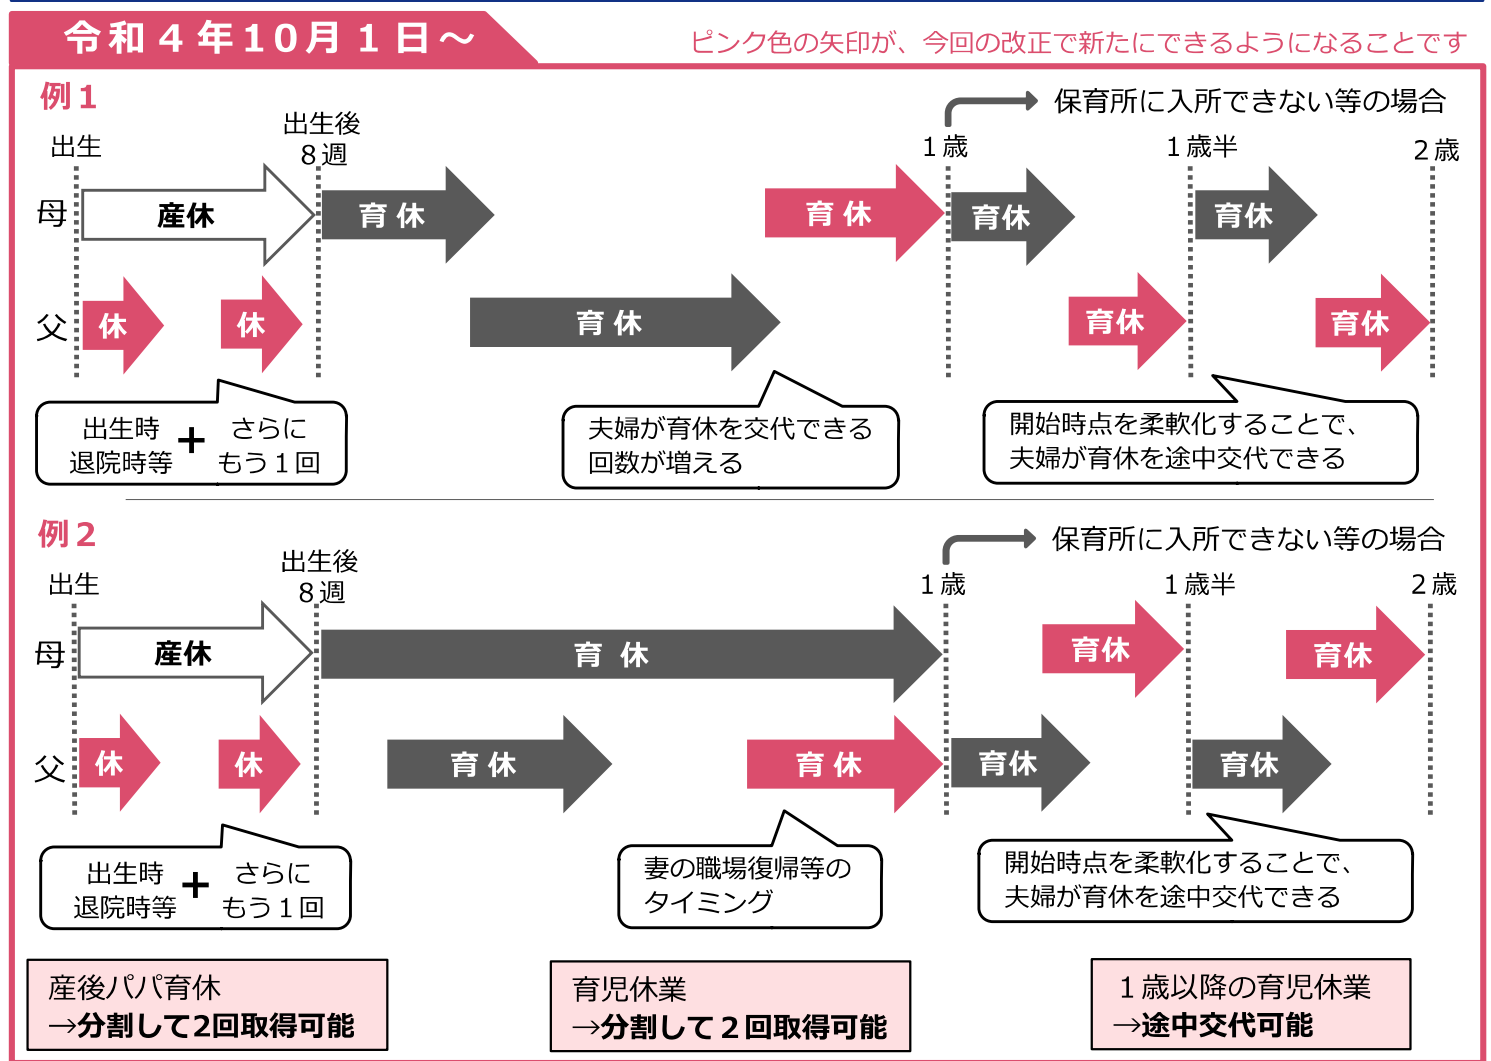 令和４年10月１日～
ピンク色の矢印が、今回の改正で新たにできるようになることです
例１
保育所に入所できない等の場合
出生
出生後
８週
１歳
１歳半
２歳
母
産休
育休
育休
育休
育休
父
休
休
育休
育休
育休
出生時
退院時等
＋
さらに
もう１回
夫婦が育休を交代できる
回数が増える
開始時点を柔軟化することで、
夫婦が育休を途中交代できる
例２
保育所に入所できない等の場合
出生
出生後
８週
１歳
１歳半
２歳
母
産休
育休
育休
育休
父
休
休
育休
育休
育休
育休
出生時
退院時等
＋
さらに
もう１回
妻の職場復帰等の
タイミング
開始時点を柔軟化することで、
夫婦が育休を途中交代できる
産後パパ育休
→分割して2回取得可能
育児休業
→分割して２回取得可能
１歳以降の育児休業
→途中交代可能